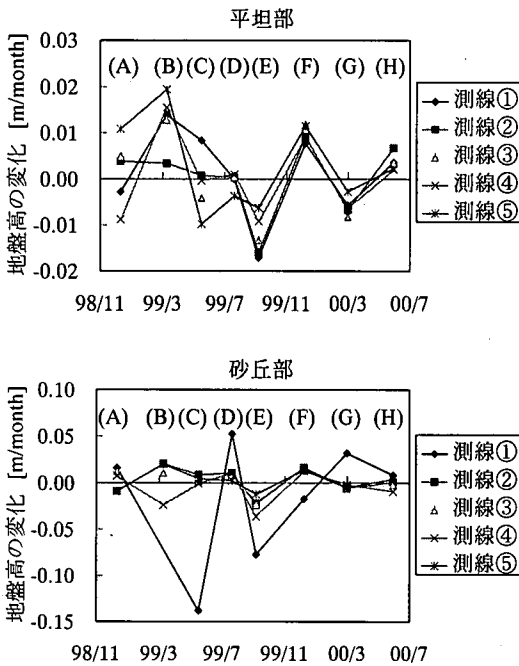 平坦部
地盤高の変化 [m/month]
0.03
0.02
0.01
0.00
-0.01
-0.02
(A) (B) (C) (D) (E) (F) (G) (H)
98/11 99/3 99/7 99/11 00/3 00/7
測線①
測線②
測線③
測線④
測線⑤
砂丘部
地盤高の変化 [m/month]
0.10
0.05
0.00
-0.05
-0.10
-0.15
(A) (B) (C) (D) (E) (F) (G) (H)
98/11 99/3 99/7 99/11 00/3 00/7
測線①
測線②
測線③
測線④
測線⑤